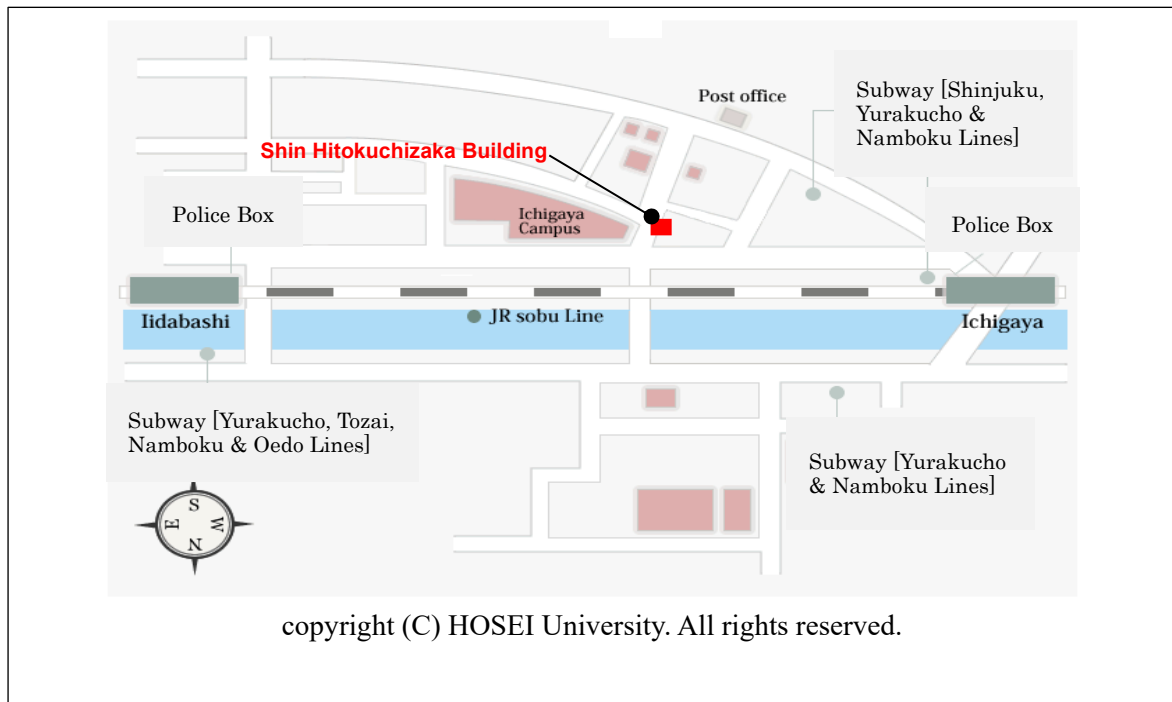 Post office
Subway [Shinjuku,
Yurakucho &
Namboku Lines]
Shin Hitokuchizaka Building
Police Box
Ichigaya
Campus
Police Box
Iidabashi
JR sobu Line
Ichigaya
Subway [Yurakucho, Tozai,
Namboku & Oedo Lines]
Subway [Yurakucho
& Namboku Lines]
S
E
W
N
copyright (C) HOSEI University. All rights reserved.